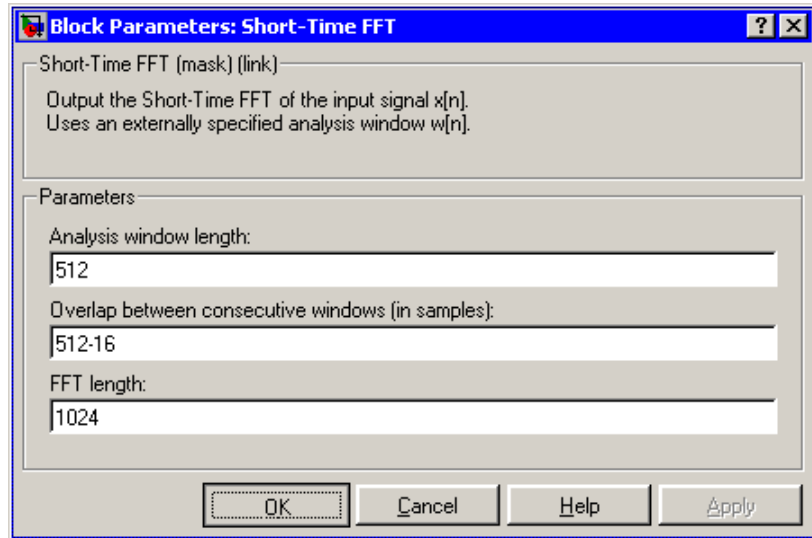 Block Parameters: Short-Time FFT
Short-Time FFT (mask) (link)
Output the Short-Time FFT of the input signal x[n].
Uses an externally specified analysis window w[n].
Parameters
Analysis window length:
512
Overlap between consecutive windows (in samples):
512-16
FFT length:
1024
OK Cancel Help Apply